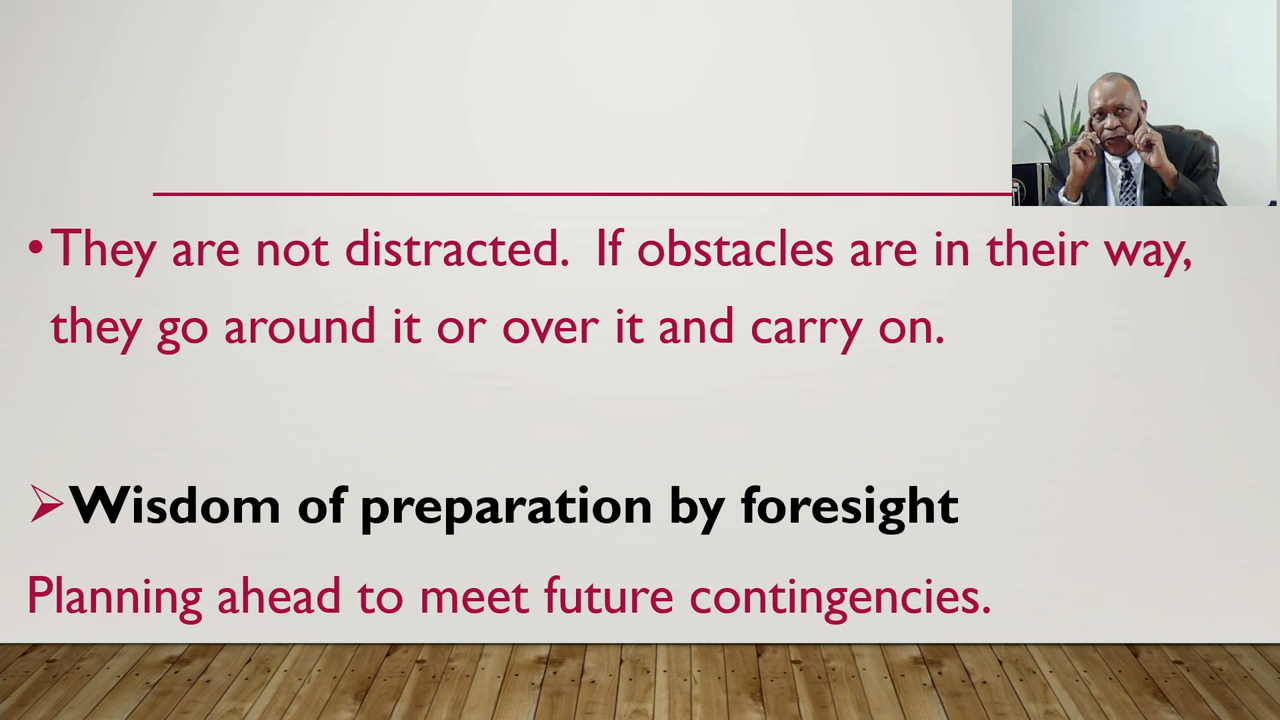 •They are not distracted.  If obstacles are in their way,
they go around it or over it and carry on.
➢Wisdom of preparation by foresight
Planning ahead to meet future contingencies.